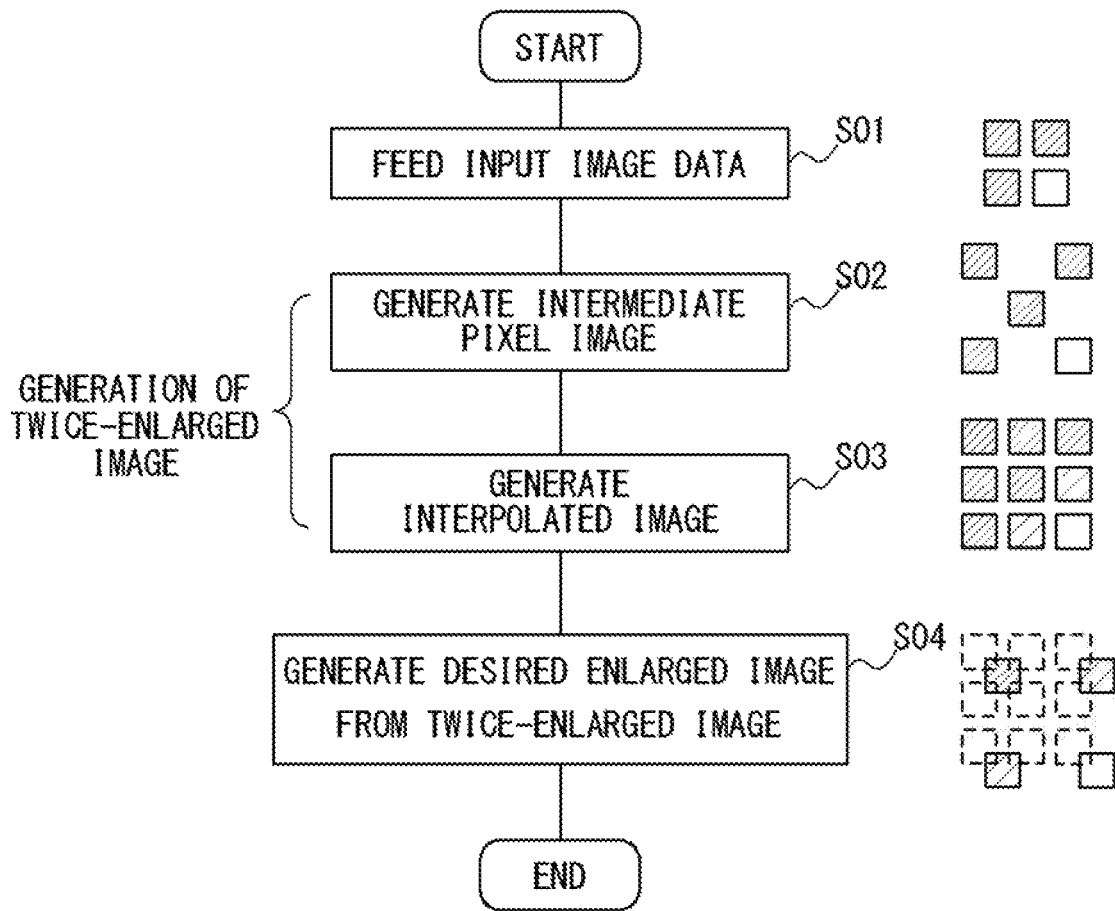 START
FEED INPUT IMAGE DATA
S01
GENERATE INTERMEDIATE
PIXEL IMAGE
S02
GENERATION OF
TWICE-ENLARGED
IMAGE
GENERATE
INTERPOLATED IMAGE
S03
GENERATE DESIRED ENLARGED IMAGE
FROM TWICE-ENLARGED IMAGE
S04
END